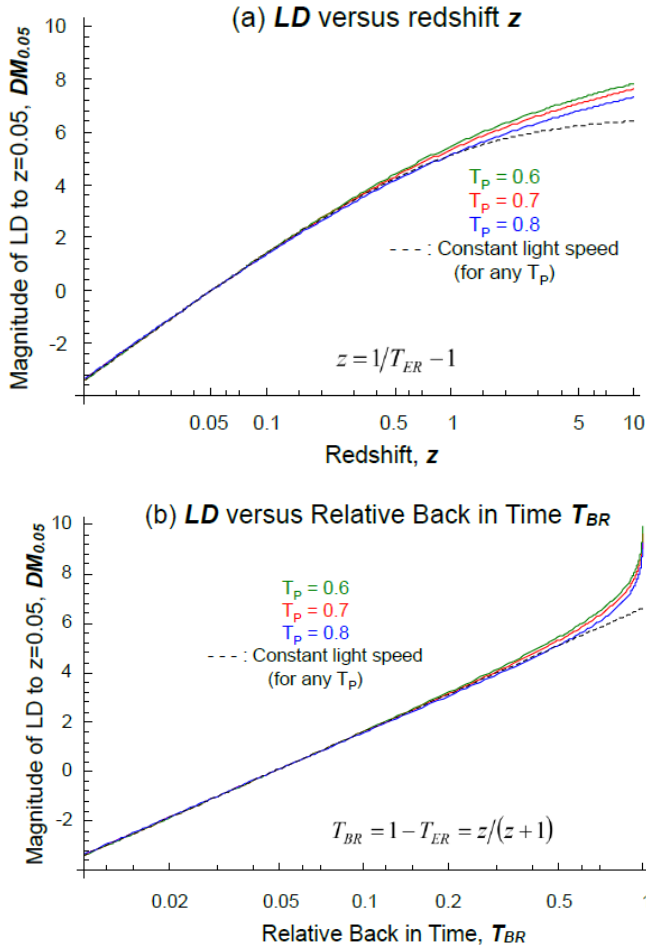 (a) LD versus redshift z
Magnitude of LD to z=0.05, DM0.05
10
8
6
4
2
0
-2
TP = 0.6
TP = 0.7
TP = 0.8
--- : Constant light speed
(for any TP)
z = 1/TER − 1
0.05 0.1 0.5 1 5 10
Redshift, z
(b) LD versus Relative Back in Time TBR
Magnitude of LD to z=0.05, DM0.05
10
8
6
4
2
0
-2
TP = 0.6
TP = 0.7
TP = 0.8
--- : Constant light speed
(for any TP)
TBR = 1 − TER = z/(z + 1)
0.02 0.05 0.1 0.2 0.5 1
Relative Back in Time, TBR